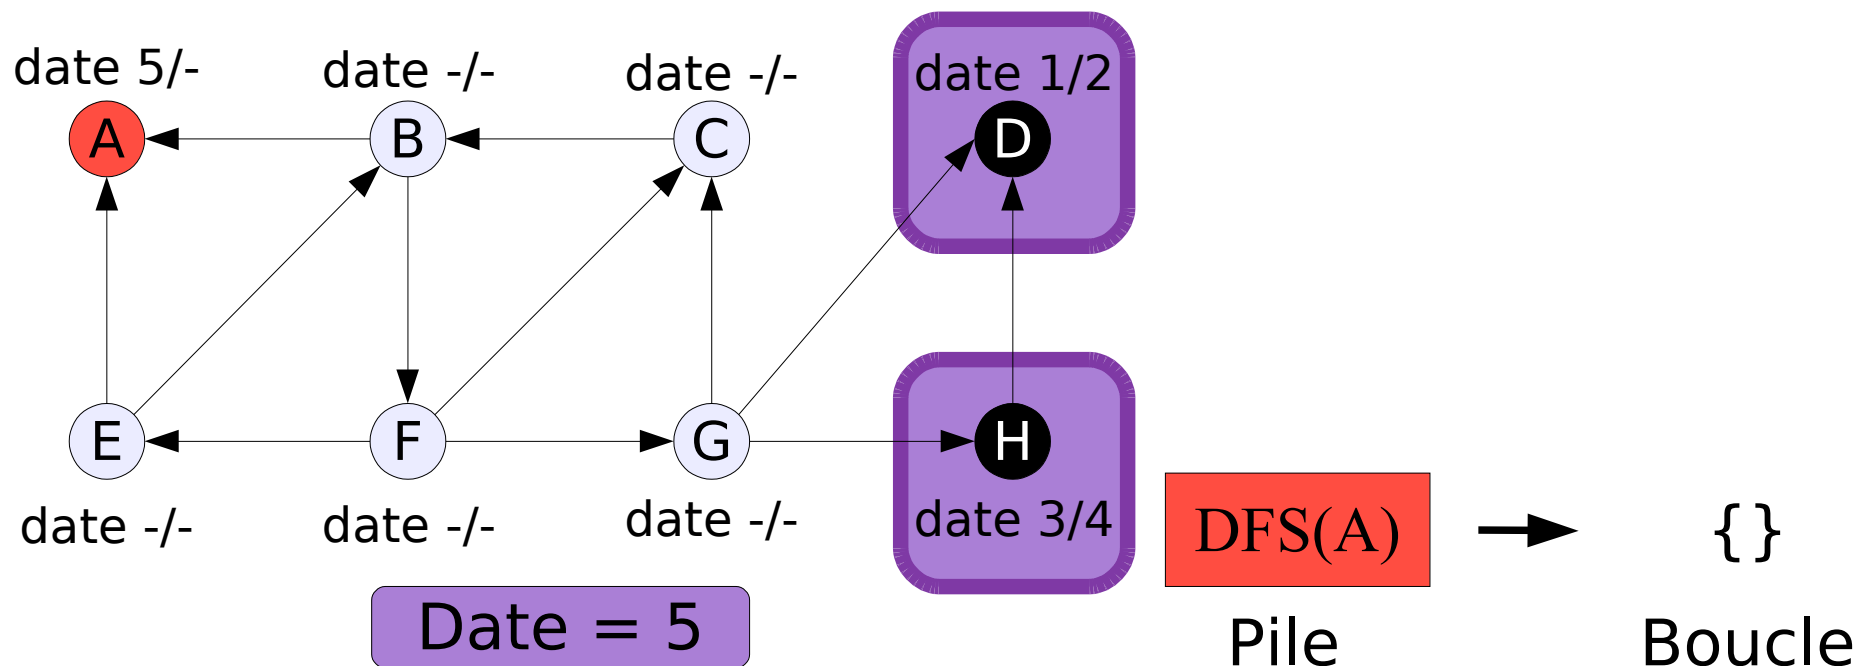 date 5/-
date -/-
date -/-
date 1/2
A
B
C
D
E
F
G
H
date -/-
date -/-
date -/-
date 3/4
DFS(A)
{}
Date = 5
Pile
Boucle